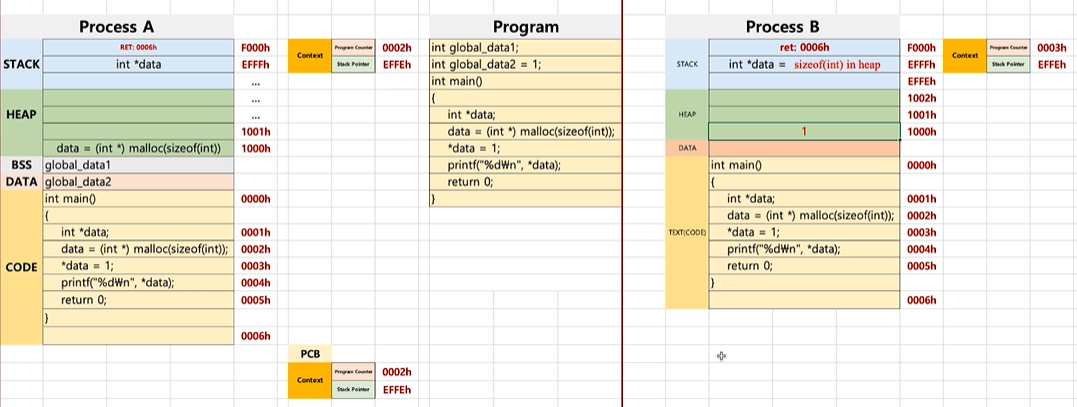 Process A
RET: 0006h
F000h
STACK
int *data
EFFFh
...
...
HEAP
...
1001h
data = (int *) malloc(sizeof(int))
1000h
BSS
global_data1
DATA
global_data2
CODE
int main()
0000h
{
int *data;
0001h
data = (int *) malloc(sizeof(int));
0002h
*data = 1;
0003h
printf("%d₩n", *data);
0004h
return 0;
0005h
}
0006h
Context
Program Counter
0002h
Stack Pointer
EFFEh
PCB
Context
Program Counter
0002h
Stack Pointer
EFFEh
Program
int global_data1;
int global_data2 = 1;
int main()
{
int *data;
data = (int *) malloc(sizeof(int));
*data = 1;
printf("%d₩n", *data);
return 0;
}
Process B
ret: 0006h
F000h
STACK
int *data = sizeof(int) in heap
EFFFh
EFFEh
1002h
HEAP
1001h
1
1000h
DATA
TEXT(CODE)
int main()
0000h
{
int *data;
0001h
data = (int *) malloc(sizeof(int));
0002h
*data = 1;
0003h
printf("%d₩n", *data);
0004h
return 0;
0005h
}
0006h
Context
Program Counter
0003h
Stack Pointer
EFFEh